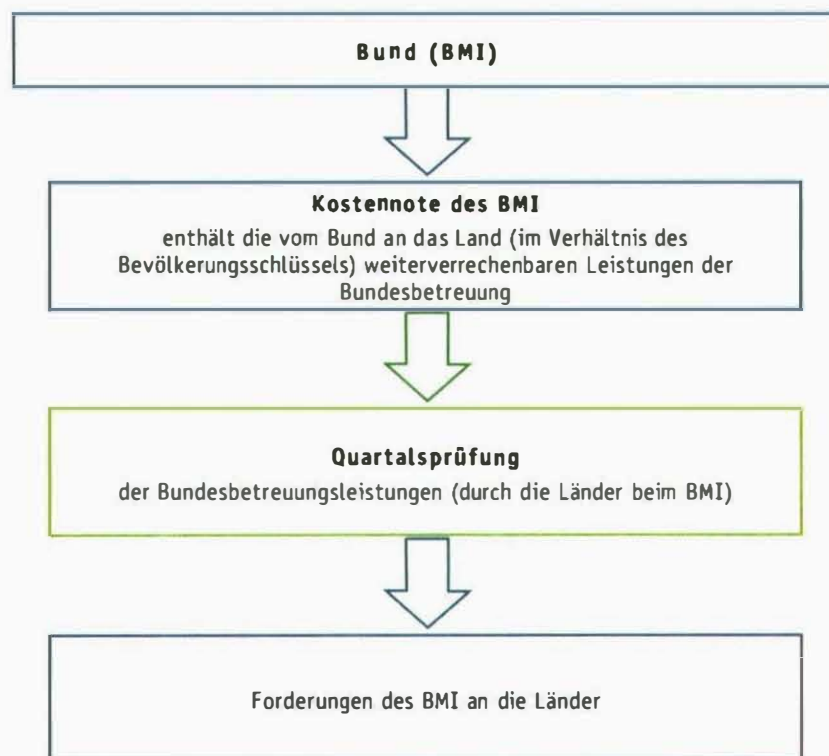 Bund (BMI)
Kostennote des BMI
enthält die vom Bund an das Land (im Verhältnis des
Bevölkerungsschlüssels) weiterverrechenbaren Leistungen der
Bundesbetreuung
Quartalsprüfung
der Bundesbetreuungsleistungen (durch die Länder beim BMI)
Forderungen des BMI an die Länder